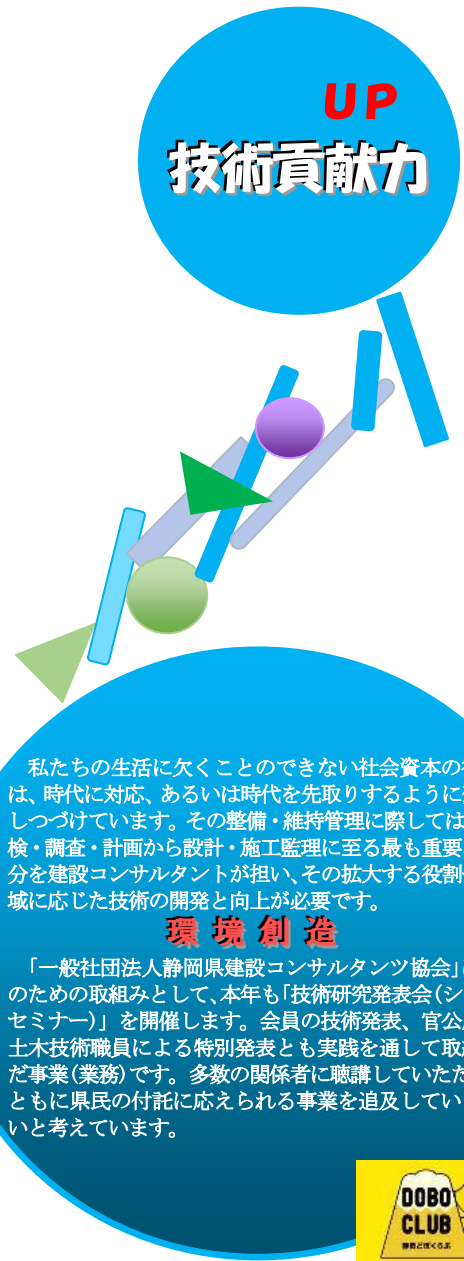 UP
技術貢献力
私たちの生活に欠くことのできない社会資本の
は、時代に対応、あるいは時代を先取りするように
しつづけています。その整備・維持管理に際しては
検・調査・計画から設計・施工監理に至る最も重要
分を建設コンサルタントが担い、その拡大する役割
域に応じた技術の開発と向上が必要です。
環境創造
「一般社団法人静岡県建設コンサルタンツ協会」
のための取組みとして、本年も「技術研究発表会(シ
セミナー)」を開催します。会員の技術発表、官公
土木技術職員による特別発表とも実践を通して取
だ事業(業務)です。多数の関係者に聴講していただ
ともに県民の付託に応えられる事業を追及してい
いと考えています。
DOBO
CLUB
静岡どぼくらぶ